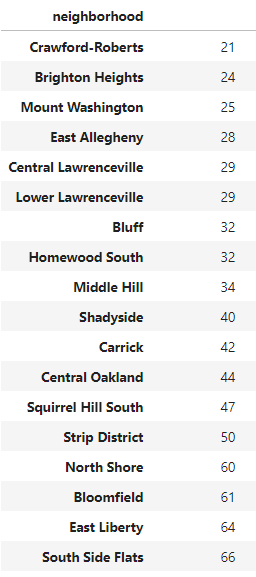 neighborhood
Crawford-Roberts 21
Brighton Heights 24
Mount Washington 25
East Allegheny 28
Central Lawrenceville 29
Lower Lawrenceville 29
Bluff 32
Homewood South 32
Middle Hill 34
Shadyside 40
Carrick 42
Central Oakland 44
Squirrel Hill South 47
Strip District 50
North Shore 60
Bloomfield 61
East Liberty 64
South Side Flats 66